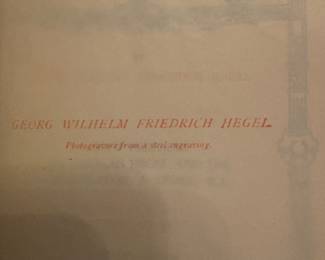 GEORG WILHELM FRIEDRICH HEGEL.
Photogravure from a steel engraving.